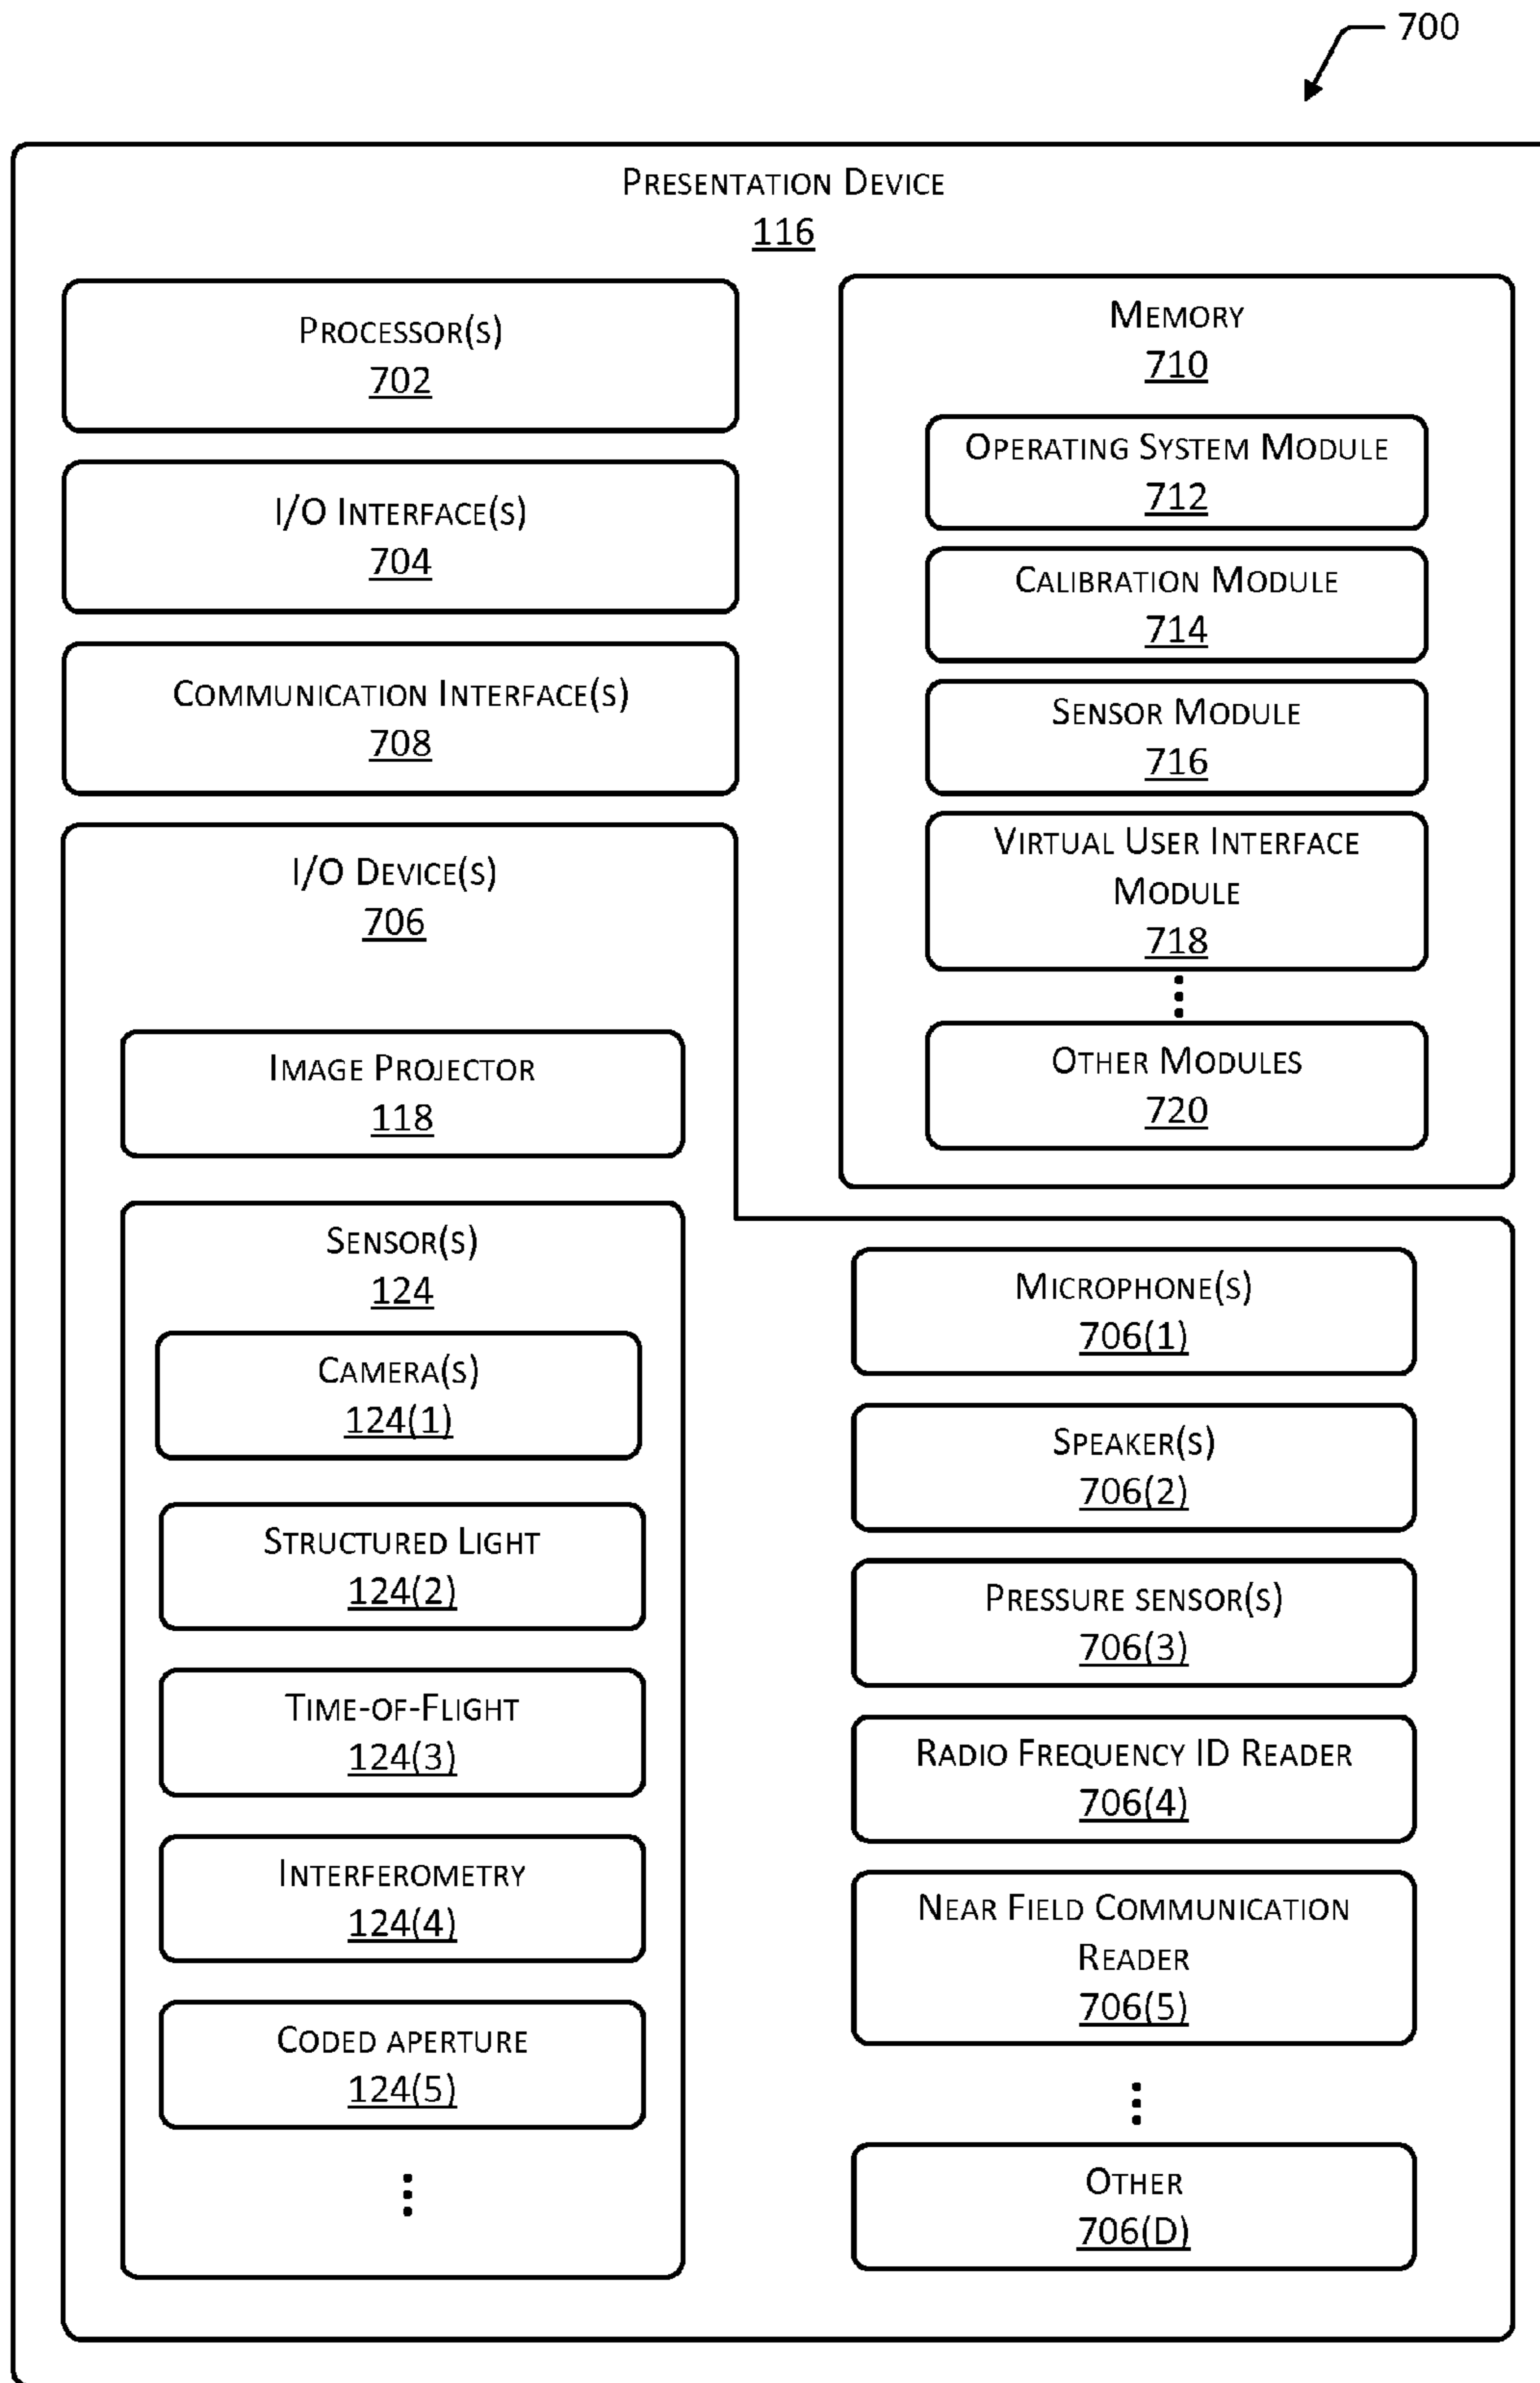 700
Presentation Device
116
Processor(s)
702
I/O Interface(s)
704
Communication Interface(s)
708
I/O Device(s)
706
Image Projector
118
Sensor(s)
124
Camera(s)
124(1)
Structured Light
124(2)
Time-of-Flight
124(3)
Interferometry
124(4)
Coded aperture
124(5)
Memory
710
Operating System Module
712
Calibration Module
714
Sensor Module
716
Virtual User Interface
Module
718
Other Modules
720
Microphone(s)
706(1)
Speaker(s)
706(2)
Pressure sensor(s)
706(3)
Radio Frequency ID Reader
706(4)
Near Field Communication
Reader
706(5)
Other
706(D)